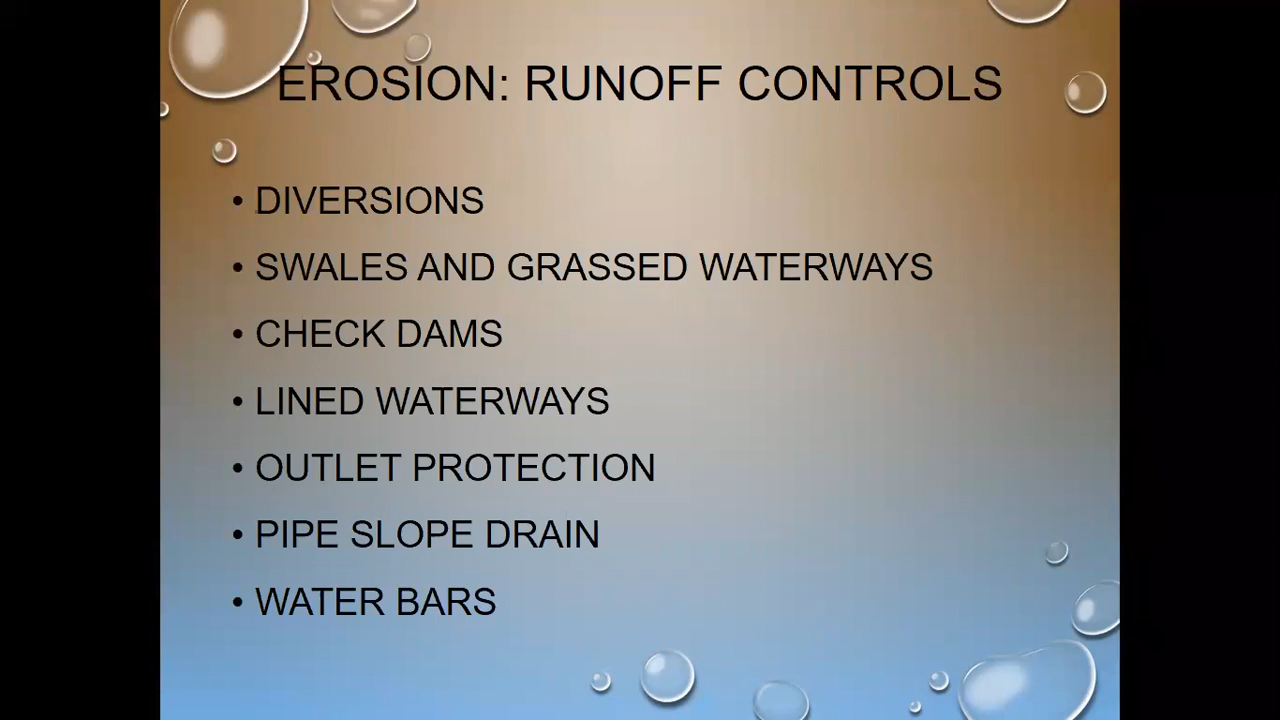 EROSION: RUNOFF CONTROLS
• DIVERSIONS
• SWALES AND GRASSED WATERWAYS
• CHECK DAMS
• LINED WATERWAYS
• OUTLET PROTECTION
• PIPE SLOPE DRAIN
• WATER BARS